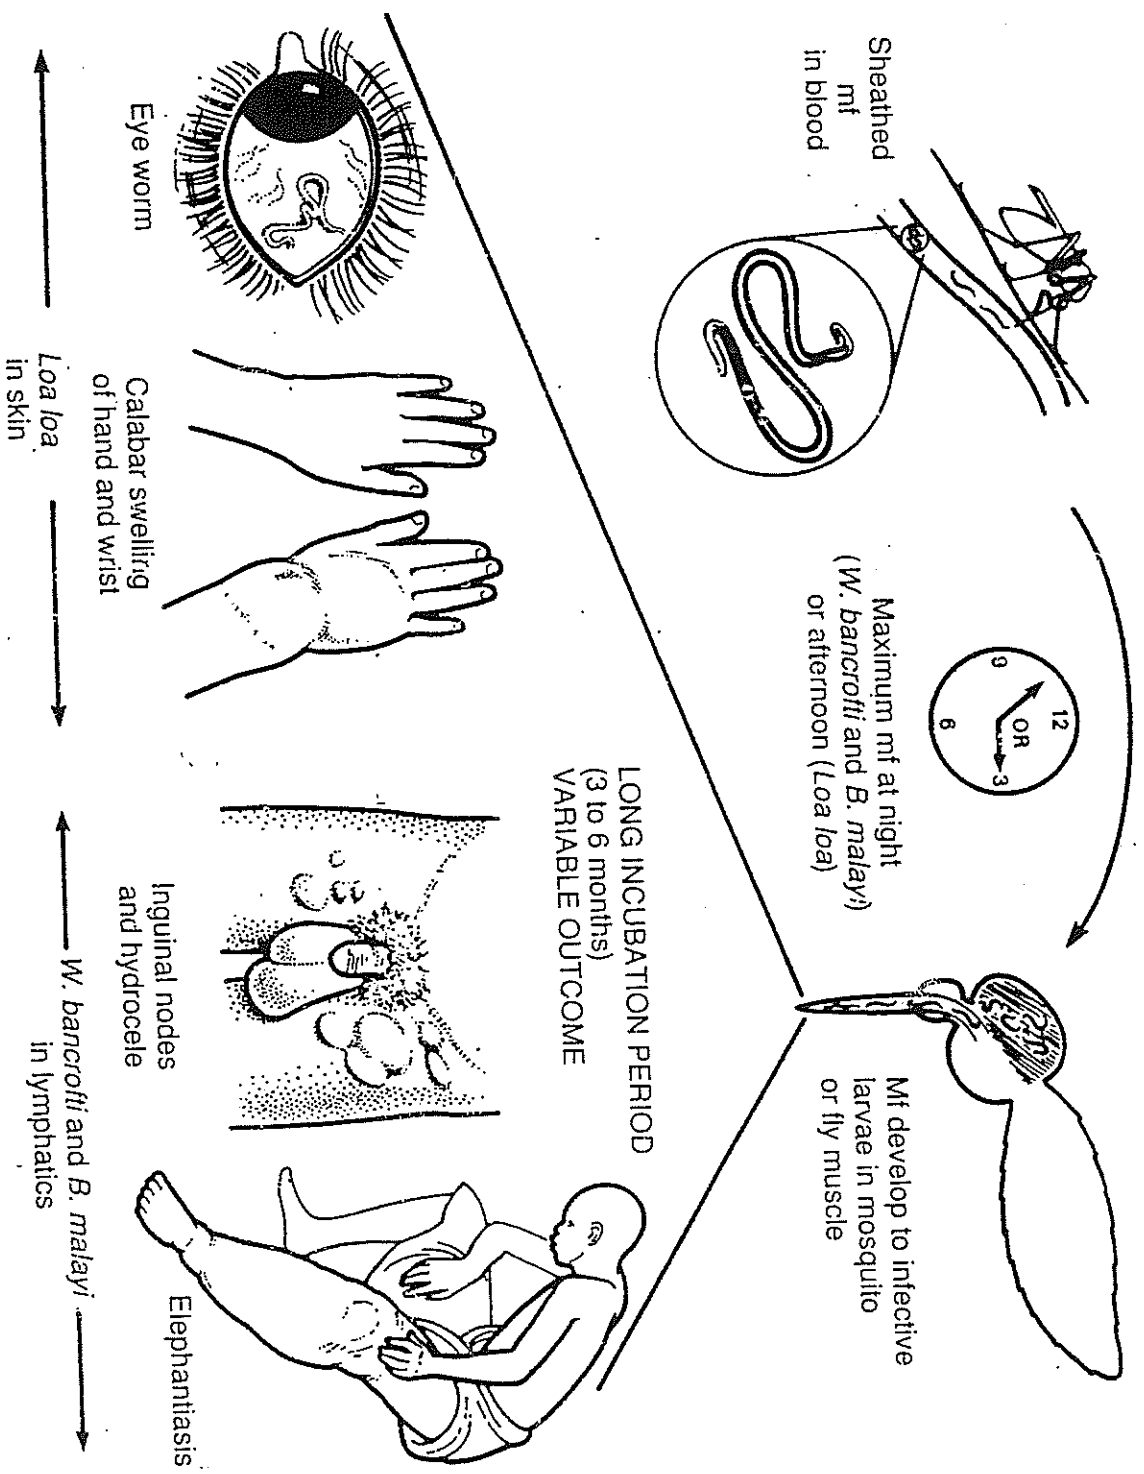 Sheathed
mf
in blood
12
OR
9
3
6
Maximum mf at night
(W. bancrofti and B. malayi)
or afternoon (Loa loa)
Mf develop to infective
larvae in mosquito
or fly muscle
LONG INCUBATION PERIOD
(3 to 6 months)
VARIABLE OUTCOME
Eye worm
Calabar swelling
of hand and wrist
Inguinal nodes
and hydrocele
Elephantiasis
Loa loa
in skin
W. bancrofti and B. malayi
in lymphatics